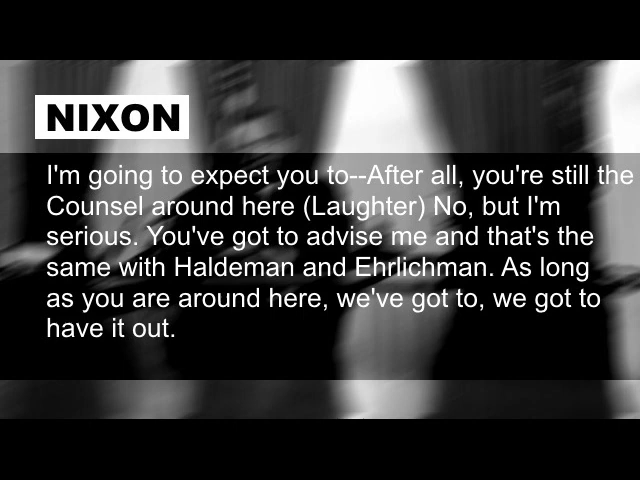 NIXON
I'm going to expect you to--After all, you're still the
Counsel around here (Laughter) No, but I'm
serious. You've got to advise me and that's the
same with Haldeman and Ehrlichman. As long
as you are around here, we've got to, we got to
have it out.